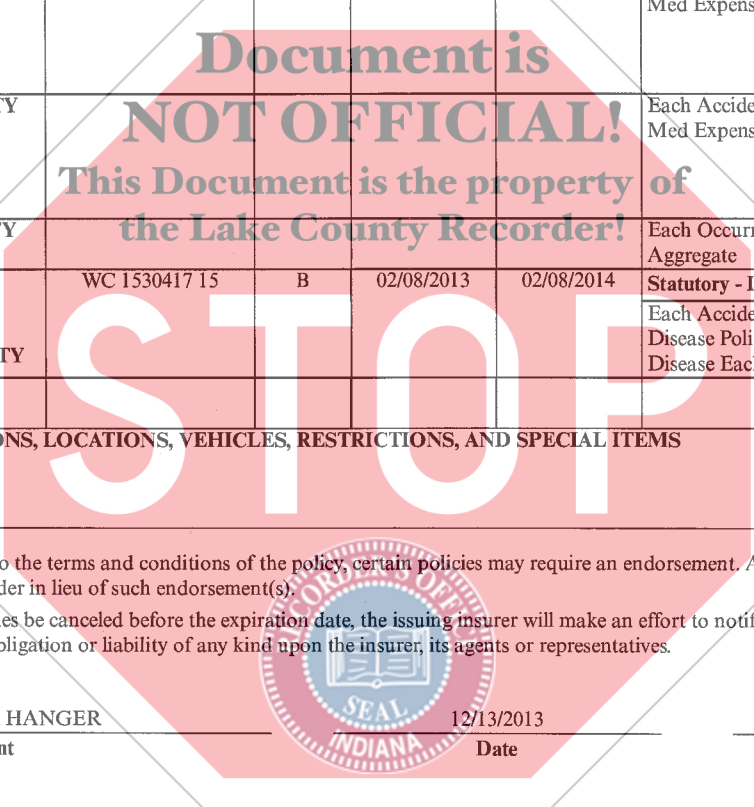 Med Expens
Document is
NOT OFFICIAL!
This Document is the property of
the Lake County Recorder!
TY
Each Accide
Med Expens
TY
Each Occurr
Aggregate
WC 1530417 15 B 02/08/2013 02/08/2014 Statutory - L
STOP
TY
Each Accide
Disease Poli
Disease Eac
ONS, LOCATIONS, VEHICLES, RESTRICTIONS, AND SPECIAL ITEMS
o the terms and conditions of the policy, certain policies may require an endorsement. A
der in lieu of such endorsement(s).
ies be canceled before the expiration date, the issuing insurer will make an effort to notif
bligation or liability of any kind upon the insurer, its agents or representatives.
RECORDER'S OFFICE
SEAL
INDIANA
HANGER 12/13/2013
nt Date